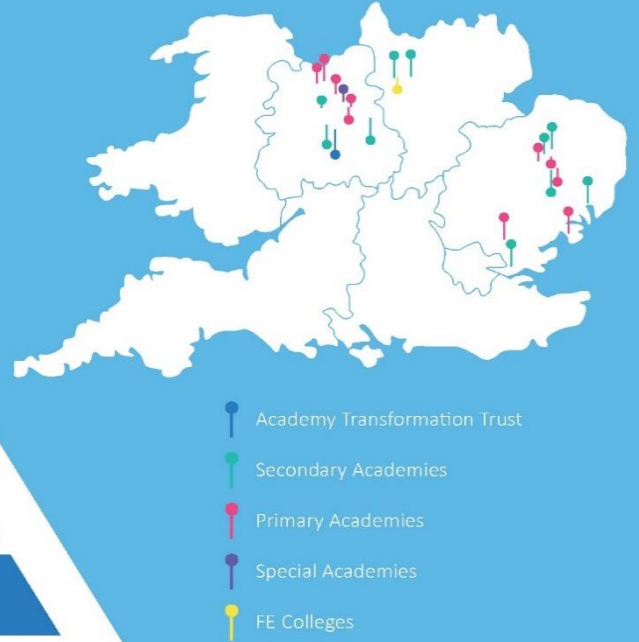 Academy Transformation Trust
Secondary Academies
Primary Academies
Special Academies
FE Colleges